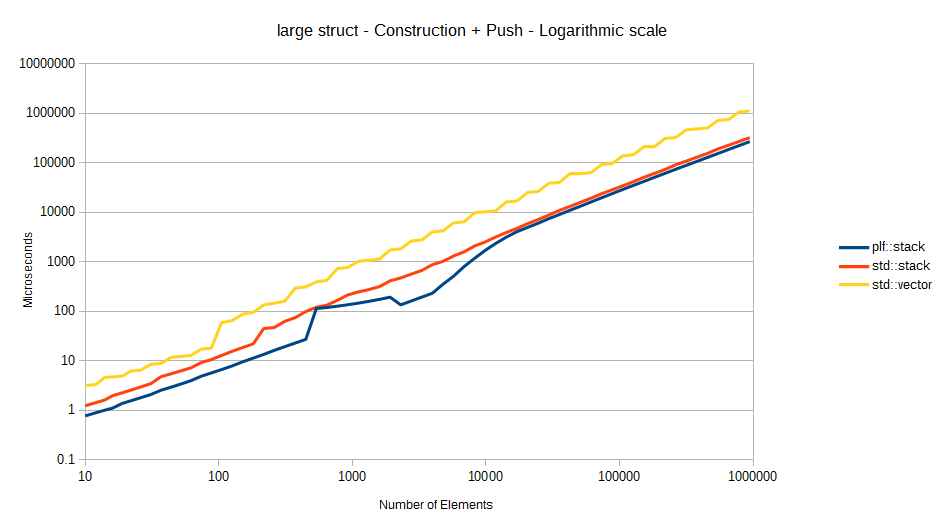 large struct - Construction + Push - Logarithmic scale
10000000
1000000
100000
10000
1000
100
10
1
0.1
Microseconds
10 100 1000 10000 100000 1000000
Number of Elements
plf::stack
std::stack
std::vector